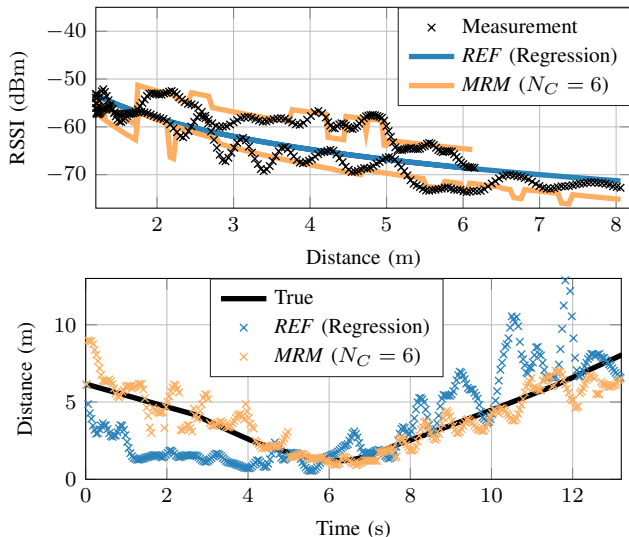 −40
−50
−60
−70
RSSI (dBm)
Measurement
REF (Regression)
MRM (N_C = 6)
2 3 4 5 6 7 8
Distance (m)
10
5
0
Distance (m)
True
REF (Regression)
MRM (N_C = 6)
0 2 4 6 8 10 12
Time (s)